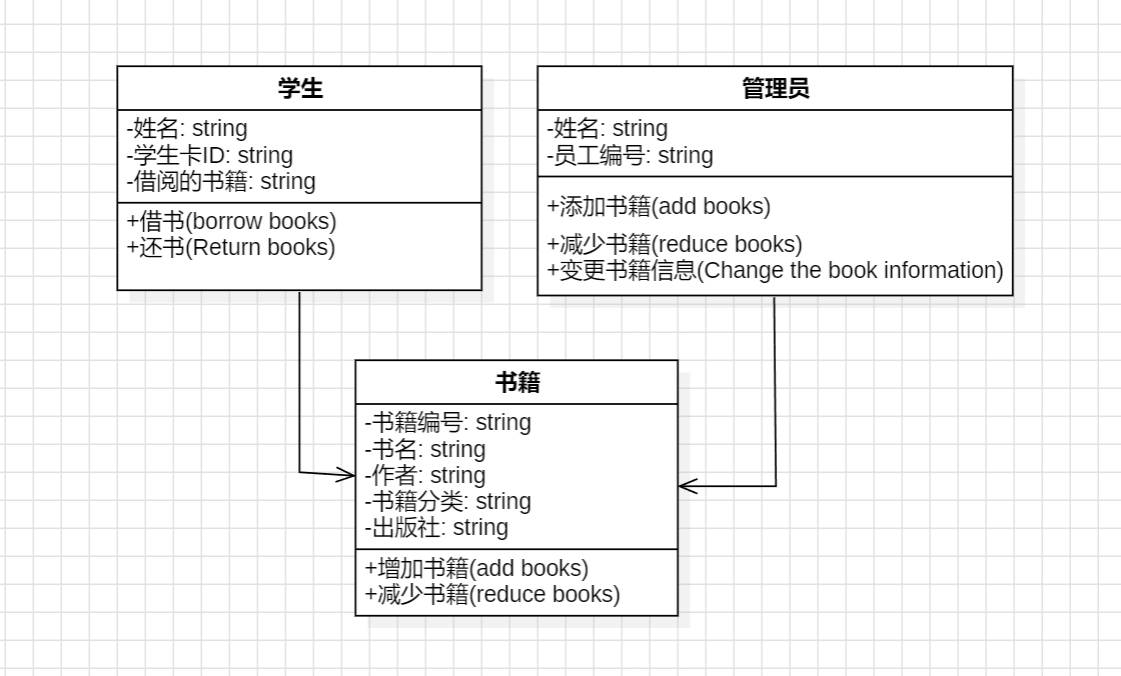 学生
-姓名: string
-学生卡ID: string
-借阅的书籍: string
+借书(borrow books)
+还书(Return books)
管理员
-姓名: string
-员工编号: string
+添加书籍(add books)
+减少书籍(reduce books)
+变更书籍信息(Change the book information)
书籍
-书籍编号: string
-书名: string
-作者: string
-书籍分类: string
-出版社: string
+增加书籍(add books)
+减少书籍(reduce books)